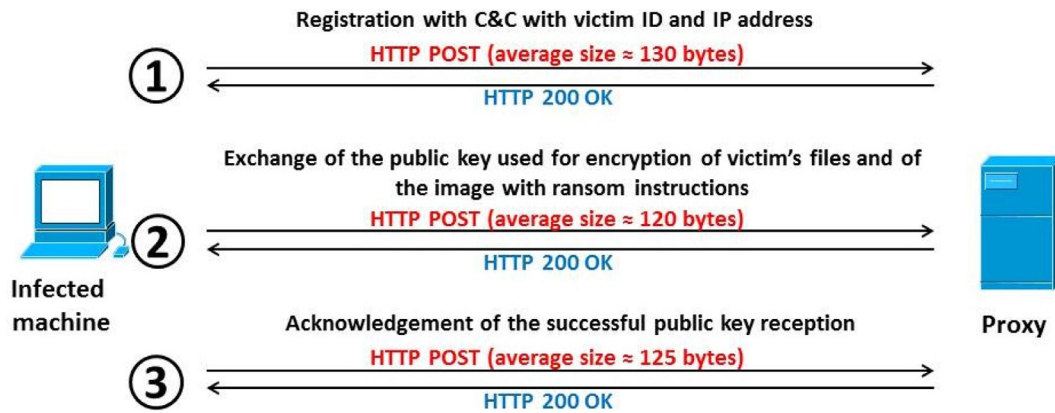 Registration with C&C with victim ID and IP address
HTTP POST (average size ≈ 130 bytes)
1
HTTP 200 OK
Exchange of the public key used for encryption of victim's files and of
the image with ransom instructions
HTTP POST (average size ≈ 120 bytes)
2
HTTP 200 OK
Infected
machine
Proxy
Acknowledgement of the successful public key reception
HTTP POST (average size ≈ 125 bytes)
3
HTTP 200 OK